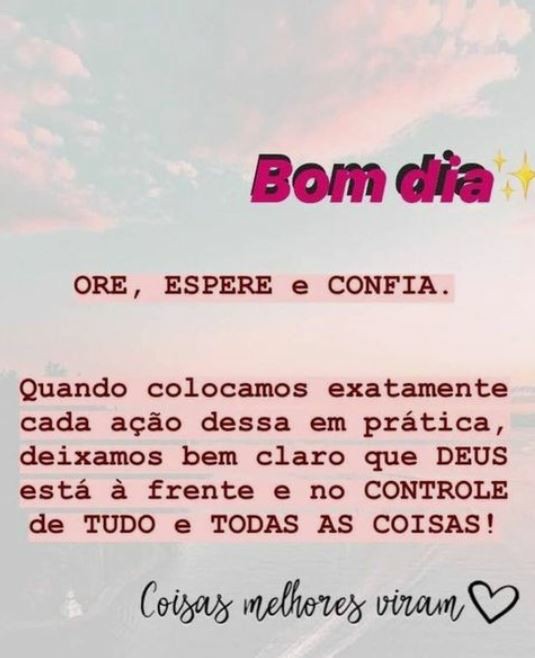 Bom dia✨
ORE, ESPERE e CONFIA.
Quando colocamos exatamente
cada ação dessa em prática,
deixamos bem claro que DEUS
está à frente e no CONTROLE
de TUDO e TODAS AS COISAS!
Coisas melhores viram♡